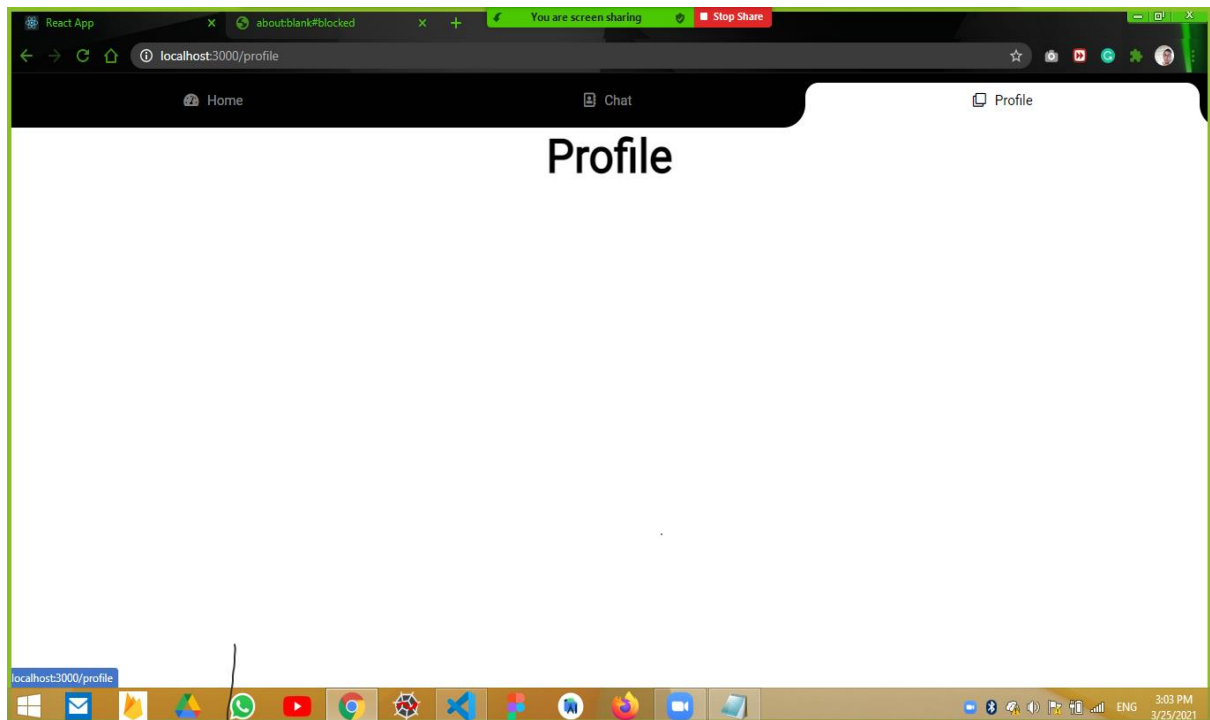 React App
about:blank#blocked
You are screen sharing
Stop Share
localhost:3000/profile
Home
Chat
Profile
Profile
localhost:3000/profile
ENG
3:03 PM
3/25/2021